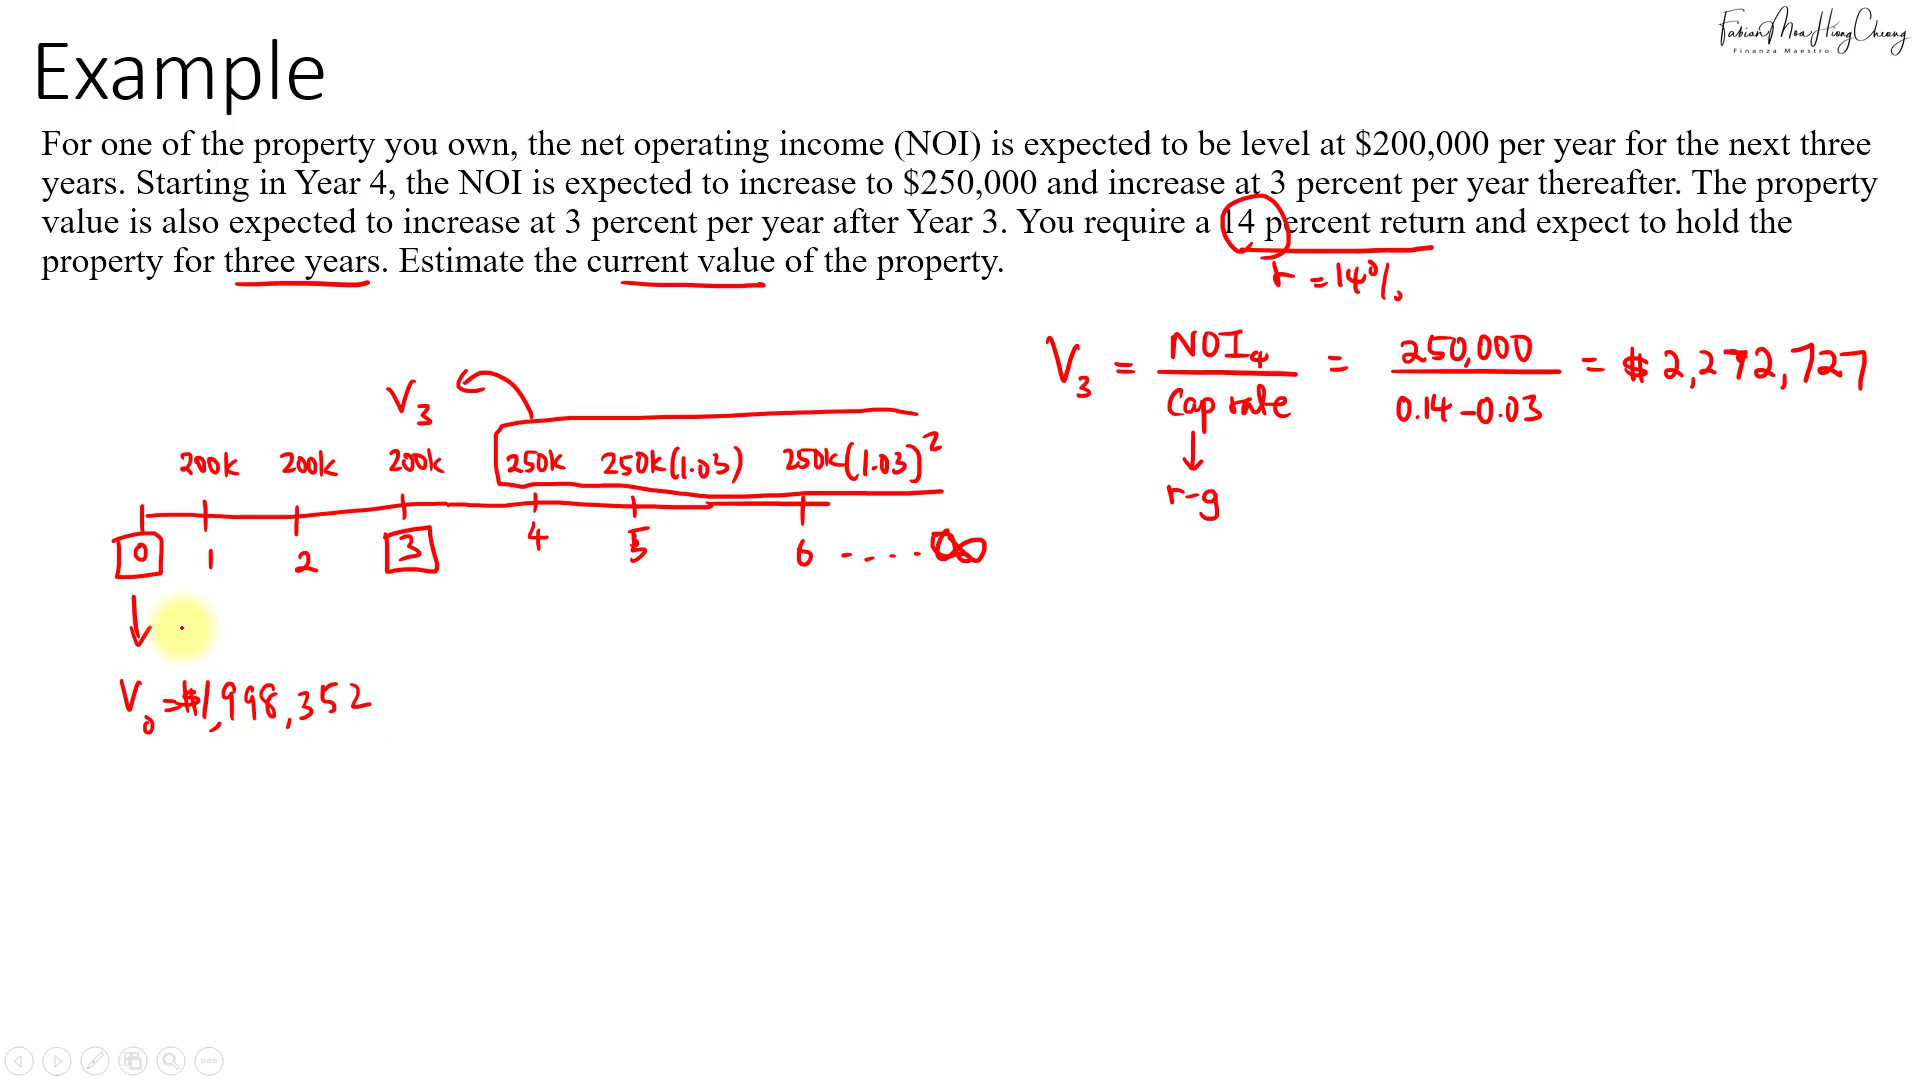 Fabian Moa Hiong Cheong
Finanza Maestro
Example
For one of the property you own, the net operating income (NOI) is expected to be level at $200,000 per year for the next three
years. Starting in Year 4, the NOI is expected to increase to $250,000 and increase at 3 percent per year thereafter. The property
value is also expected to increase at 3 percent per year after Year 3. You require a 14 percent return and expect to hold the
property for three years. Estimate the current value of the property.
r = 14%
V₃ = NOI₄ / Cap rate = 250,000 / 0.14 - 0.03 = $2,272,727
↓
r-g
V₃
200k 200k 200k 250k 250k(1.03) 250k(1.03)²
0 1 2 3 4 5 6 .... ∞
↓
V₀ = $1,998,352